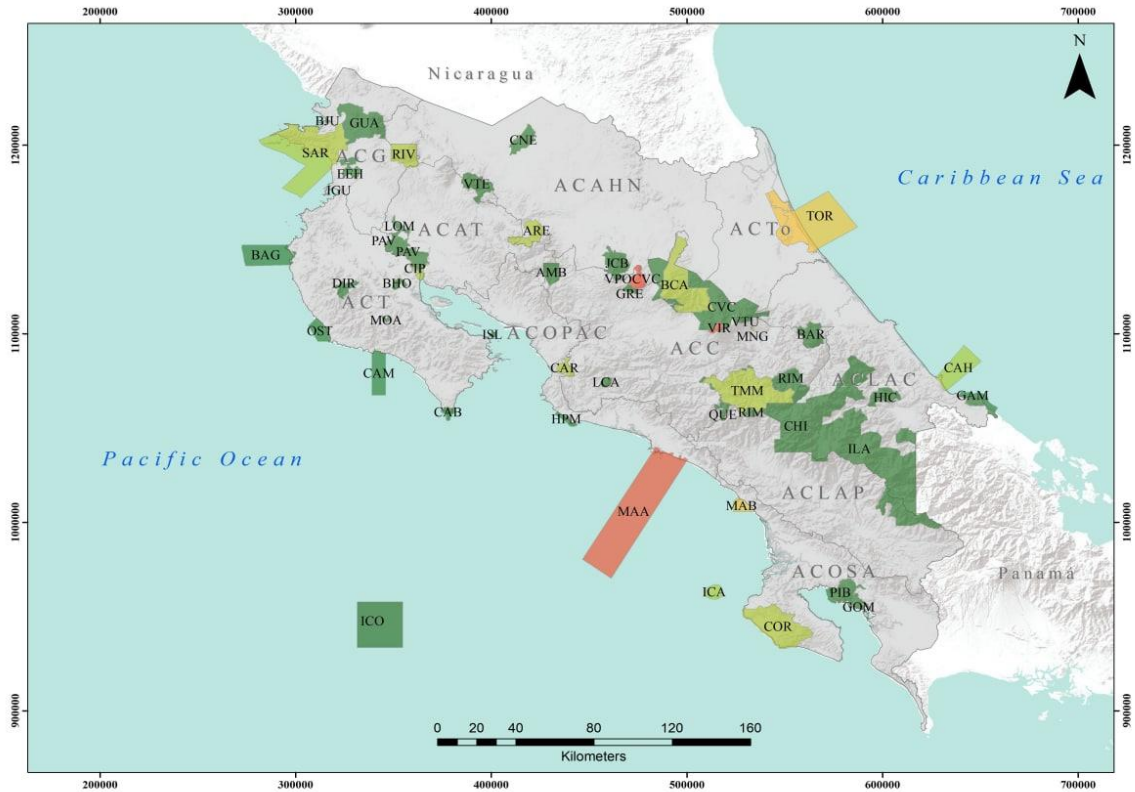 200000 300000 400000 500000 600000 700000
N
Nicaragua
BJU GUA
CNE
1200000 1200000
SAR ACG RIV
EEH
Caribbean Sea
JGU VTE ACAHN
TOR
LOM ACAT ARE ACTo
PAV
BAG PAV
CIP AMB JCB
DIR BHO VPOCVC BCA
GRE
ACT CVC
MOA VIR VTU
OST ISL ACOPAC MNG BAR
1100000 1100000
ACC
CAR CAH
CAM LCA TMM RIM ACLAC
HIC GAM
CAB HPM QUE RIM
CHI
ILA
Pacific Ocean
ACLAP
MAA MAB
1000000 1000000
ACOSA Panamá
ICA PIB
GOM
ICO COR
900000 900000
0 20 40 80 120 160
Kilometers
200000 300000 400000 500000 600000 700000